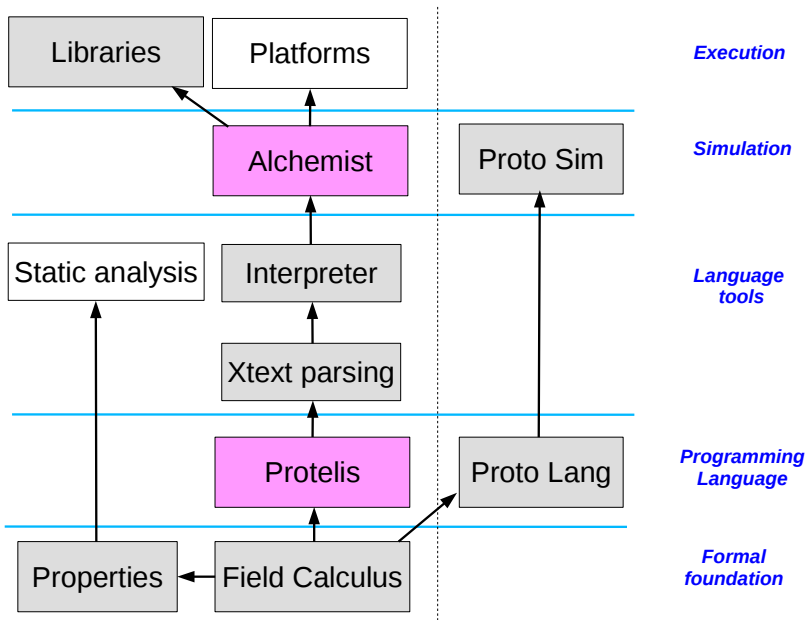 Libraries
Platforms
Execution
Alchemist
Proto Sim
Simulation
Static analysis
Interpreter
Language
tools
Xtext parsing
Protelis
Proto Lang
Programming
Language
Properties
Field Calculus
Formal
foundation